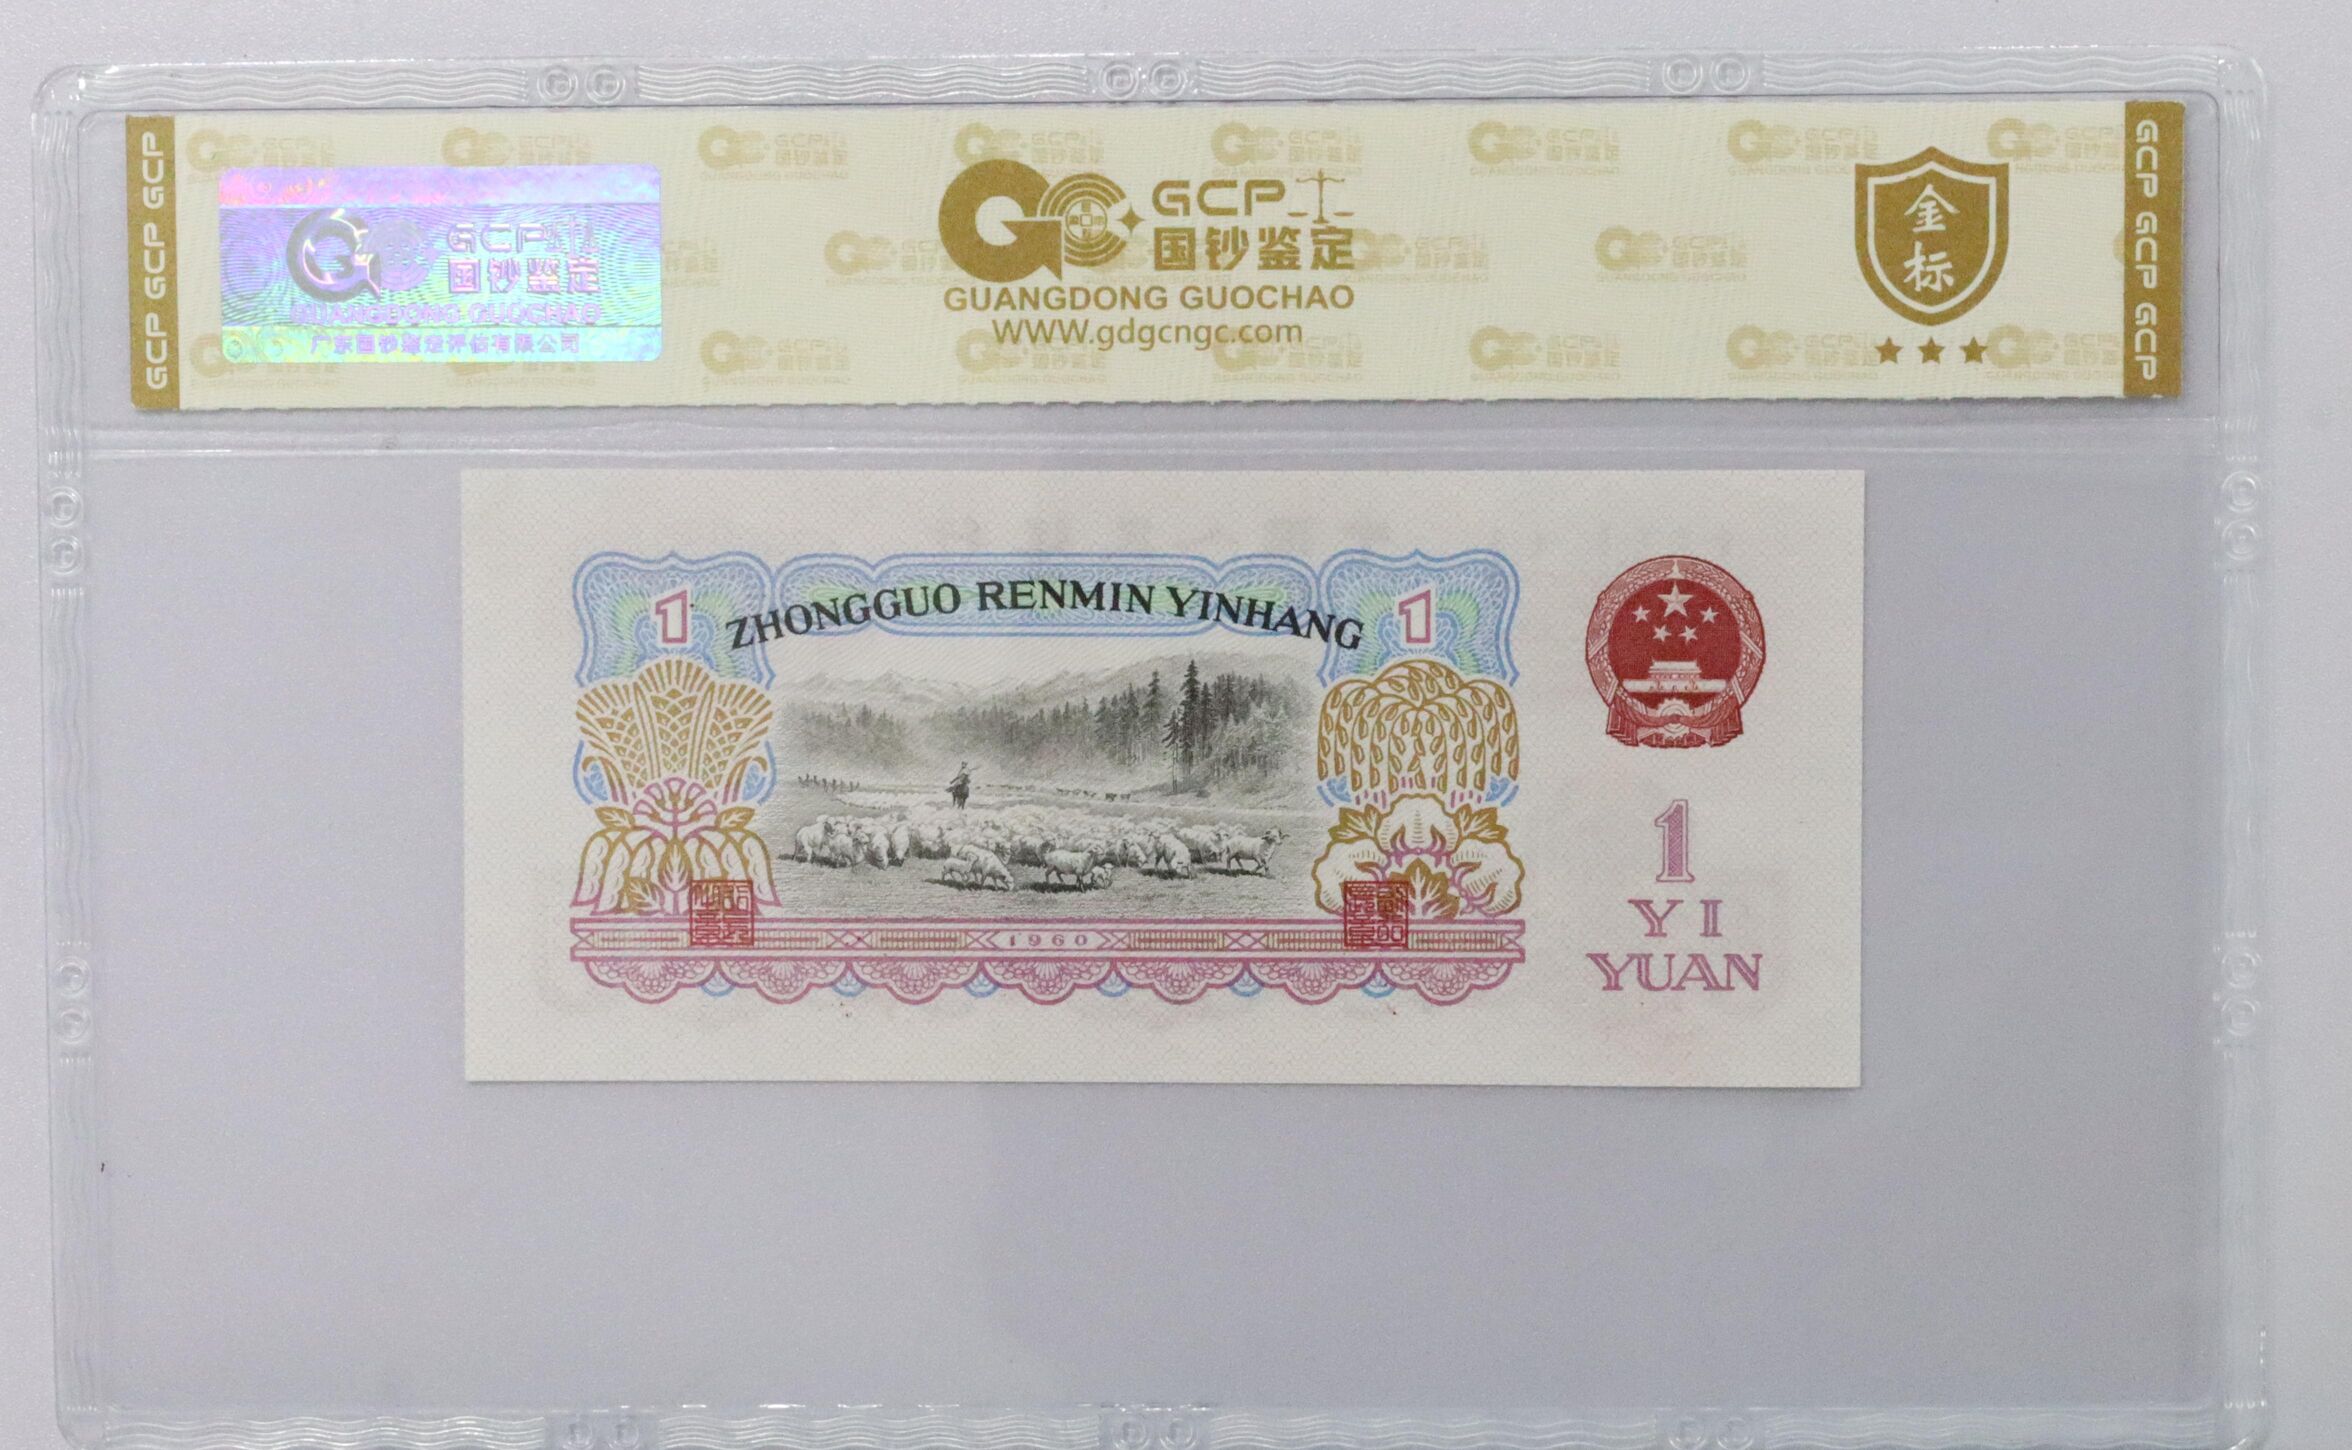 GCP GCP GCP
GCP
国钞鉴定
GUANGDONG GUOCHAO
广东国钞鉴定评估有限公司
GCP
国钞鉴定
GUANGDONG GUOCHAO
WWW.gdgcngc.com
金
标
GCP GCP GCP
1
ZHONGGUO RENMIN YINHANG
1
1960
1
YI
YUAN